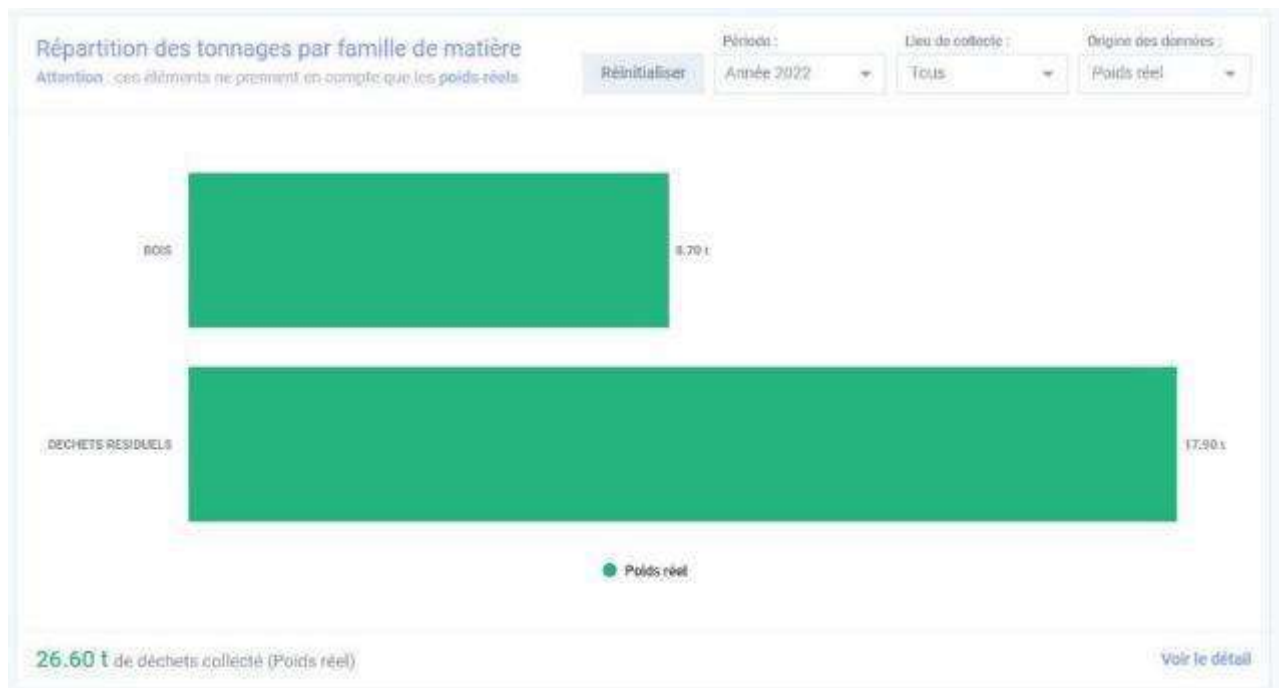 Répartition des tonnages par famille de matière
Attention : ces éléments ne prennent en compte que les poids réels
Réinitialiser
Période :
Année 2022
Lieu de collecte :
Tous
Origine des données :
Poids réel
BOIS
8.70 t
DECHETS RESIDUELS
17.90 t
Poids réel
26.60 t de déchets collecté (Poids réel)
Voir le détail